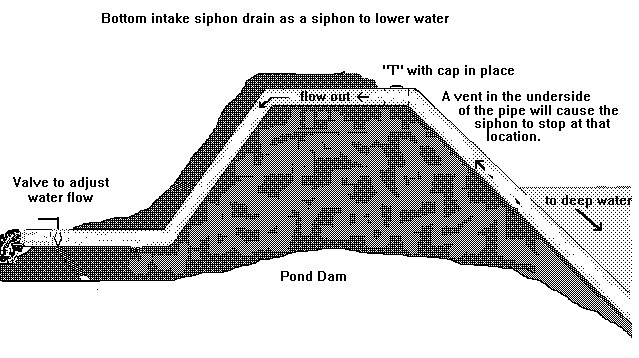 Bottom intake siphon drain as a siphon to lower water
"T" with cap in place
flow out
A vent in the underside
of the pipe will cause the
siphon to stop at that
location.
Valve to adjust
water flow
to deep water
Pond Dam